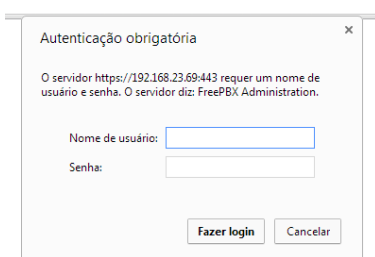 Autenticação obrigatória
×
O servidor https://192.168.23.69:443 requer um nome de
usuário e senha. O servidor diz: FreePBX Administration.
Nome de usuário:
Senha:
Fazer login Cancelar